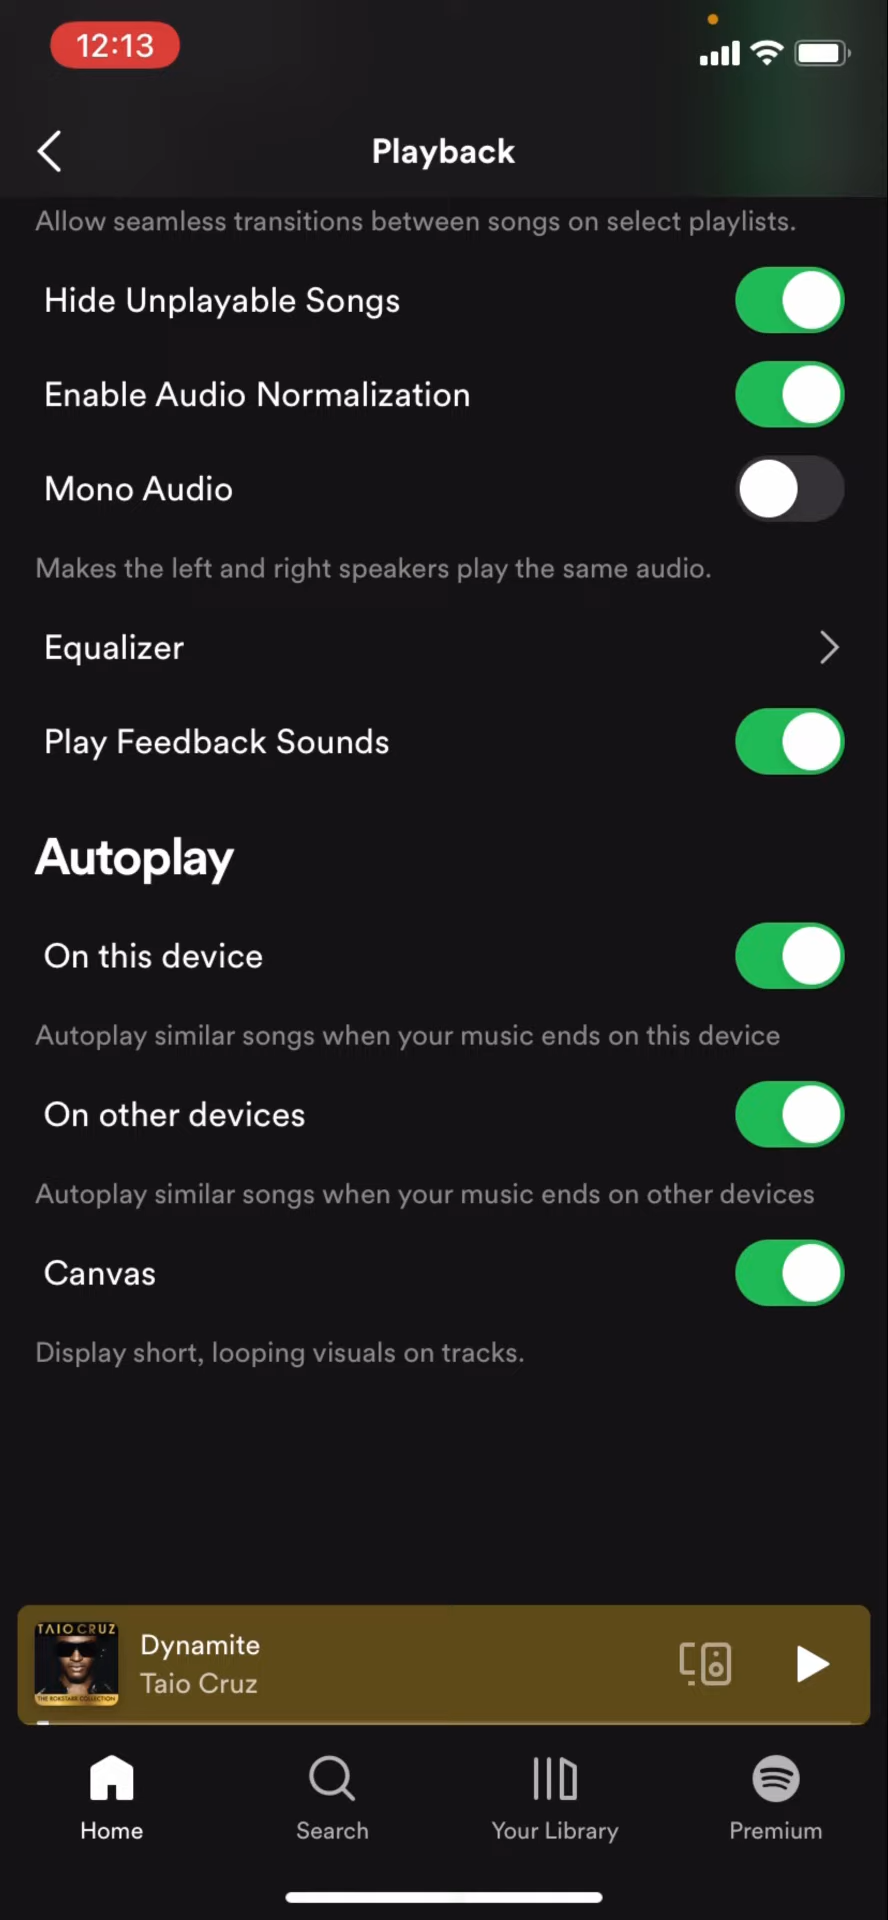 12:13
Playback
Allow seamless transitions between songs on select playlists.
Hide Unplayable Songs
Enable Audio Normalization
Mono Audio
Makes the left and right speakers play the same audio.
Equalizer
Play Feedback Sounds
Autoplay
On this device
Autoplay similar songs when your music ends on this device
On other devices
Autoplay similar songs when your music ends on other devices
Canvas
Display short, looping visuals on tracks.
TAIO CRUZ
THE ROKSTARR COLLECTION
Dynamite
Taio Cruz
Home
Search
Your Library
Premium